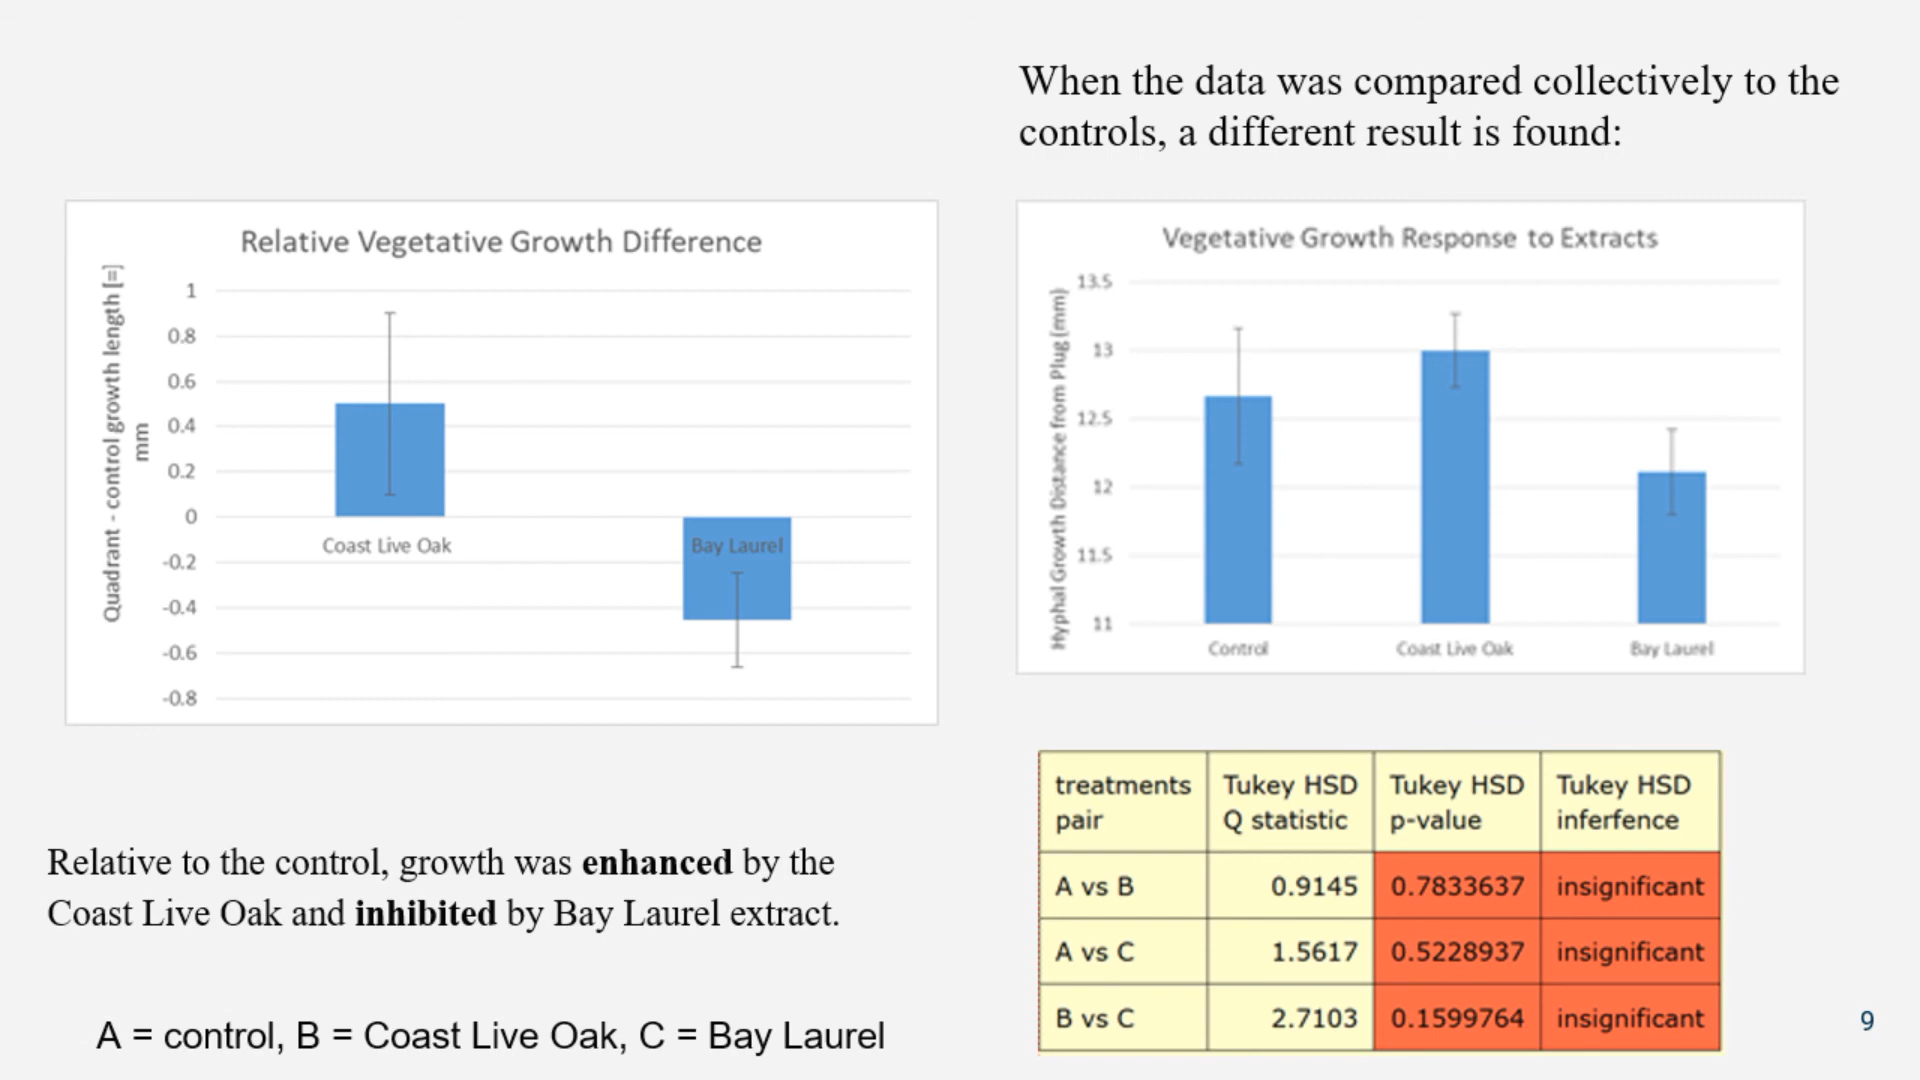 When the data was compared collectively to the
controls, a different result is found:
Relative Vegetative Growth Difference
Quadrant - control growth length [=]
mm
1
0.8
0.6
0.4
0.2
0
-0.2
-0.4
-0.6
-0.8
Coast Live Oak
Bay Laurel
Vegetative Growth Response to Extracts
Hyphal Growth Distance from Plug (mm)
13.5
13
12.5
12
11.5
11
Control
Coast Live Oak
Bay Laurel
Relative to the control, growth was enhanced by the
Coast Live Oak and inhibited by Bay Laurel extract.
A = control, B = Coast Live Oak, C = Bay Laurel
treatments pair | Tukey HSD Q statistic | Tukey HSD p-value | Tukey HSD inferfence
A vs B 0.9145 0.7833637 insignificant
A vs C 1.5617 0.5228937 insignificant
B vs C 2.7103 0.1599764 insignificant
9